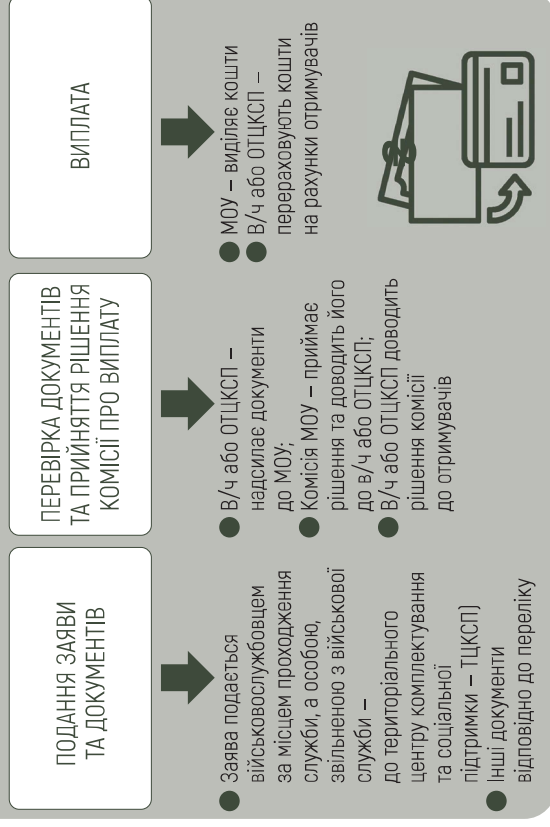 ПОДАННЯ ЗАЯВИ
ТА ДОКУМЕНТІВ
Заява подається
військовослужбовцем
за місцем проходження
служби, а особою,
звільненою з військової
служби –
до територіального
центру комплектування
та соціальної
підтримки – ТЦКСП)
Інші документи
відповідно до переліку
ПЕРЕВІРКА ДОКУМЕНТІВ
ТА ПРИЙНЯТТЯ РІШЕННЯ
КОМІСІЇ ПРО ВИПЛАТУ
В/ч або ОТЦКСП –
надсилає документи
до МОУ;
Комісія МОУ – приймає
рішення та доводить його
до в/ч або ОТЦКСП;
В/ч або ОТЦКСП доводить
рішення комісії
до отримувачів
ВИПЛАТА
МОУ – виділяє кошти
В/ч або ОТЦКСП –
перераховують кошти
на рахунки отримувачів